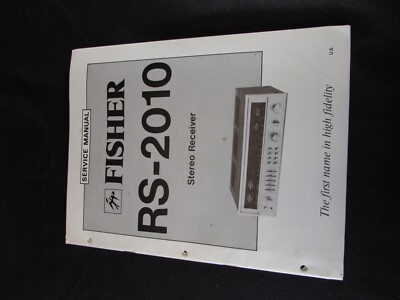 SERVICE MANUAL
FISHER
RS-2010
Stereo Receiver
The first name in high fidelity
U.S.